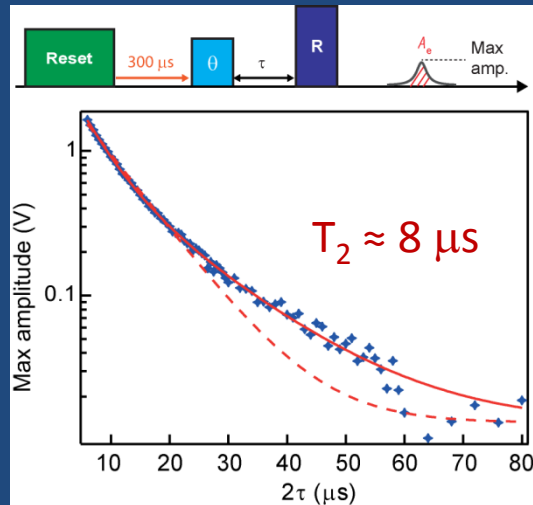 Reset
300 μs
θ
τ
R
Aₑ
Max
amp.
Max amplitude (V)
1
0.1
T₂ ≈ 8 μs
10 20 30 40 50 60 70 80
2τ (μs)